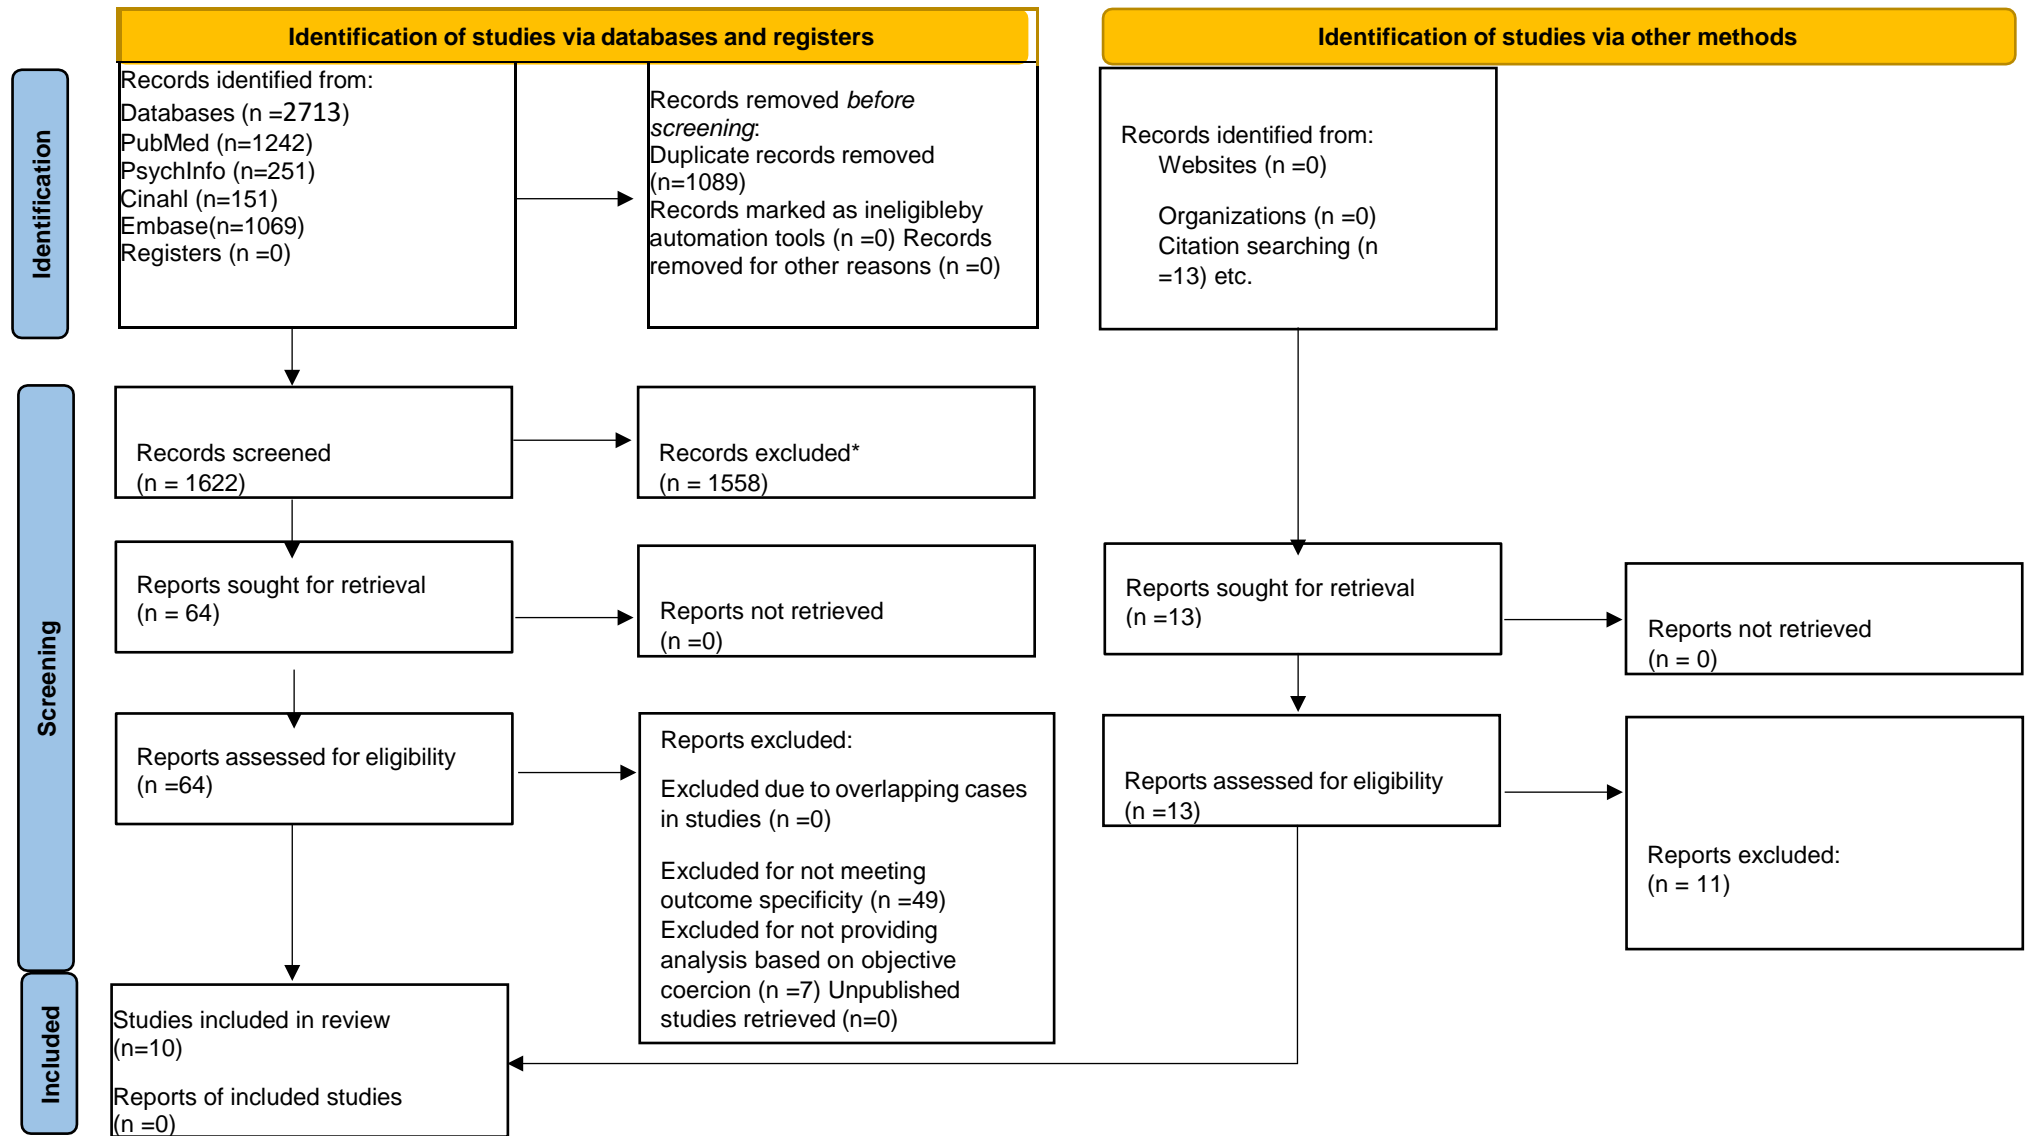 Identification of studies via databases and registers
Identification of studies via other methods
Identification
Records identified from:
Databases (n =2713)
PubMed (n=1242)
PsychInfo (n=251)
Cinahl (n=151)
Embase(n=1069)
Registers (n =0)
Records removed before
screening:
Duplicate records removed
(n=1089)
Records marked as ineligibleby
automation tools (n =0) Records
removed for other reasons (n =0)
Records identified from:
Websites (n =0)
Organizations (n =0)
Citation searching (n
=13) etc.
Screening
Records screened
(n = 1622)
Records excluded*
(n = 1558)
Reports sought for retrieval
(n = 64)
Reports not retrieved
(n =0)
Reports sought for retrieval
(n =13)
Reports not retrieved
(n = 0)
Reports assessed for eligibility
(n =64)
Reports excluded:
Excluded due to overlapping cases
in studies (n =0)
Excluded for not meeting
outcome specificity (n =49)
Excluded for not providing
analysis based on objective
coercion (n =7) Unpublished
studies retrieved (n=0)
Reports assessed for eligibility
(n =13)
Reports excluded:
(n = 11)
Included
Studies included in review
(n=10)
Reports of included studies
(n =0)